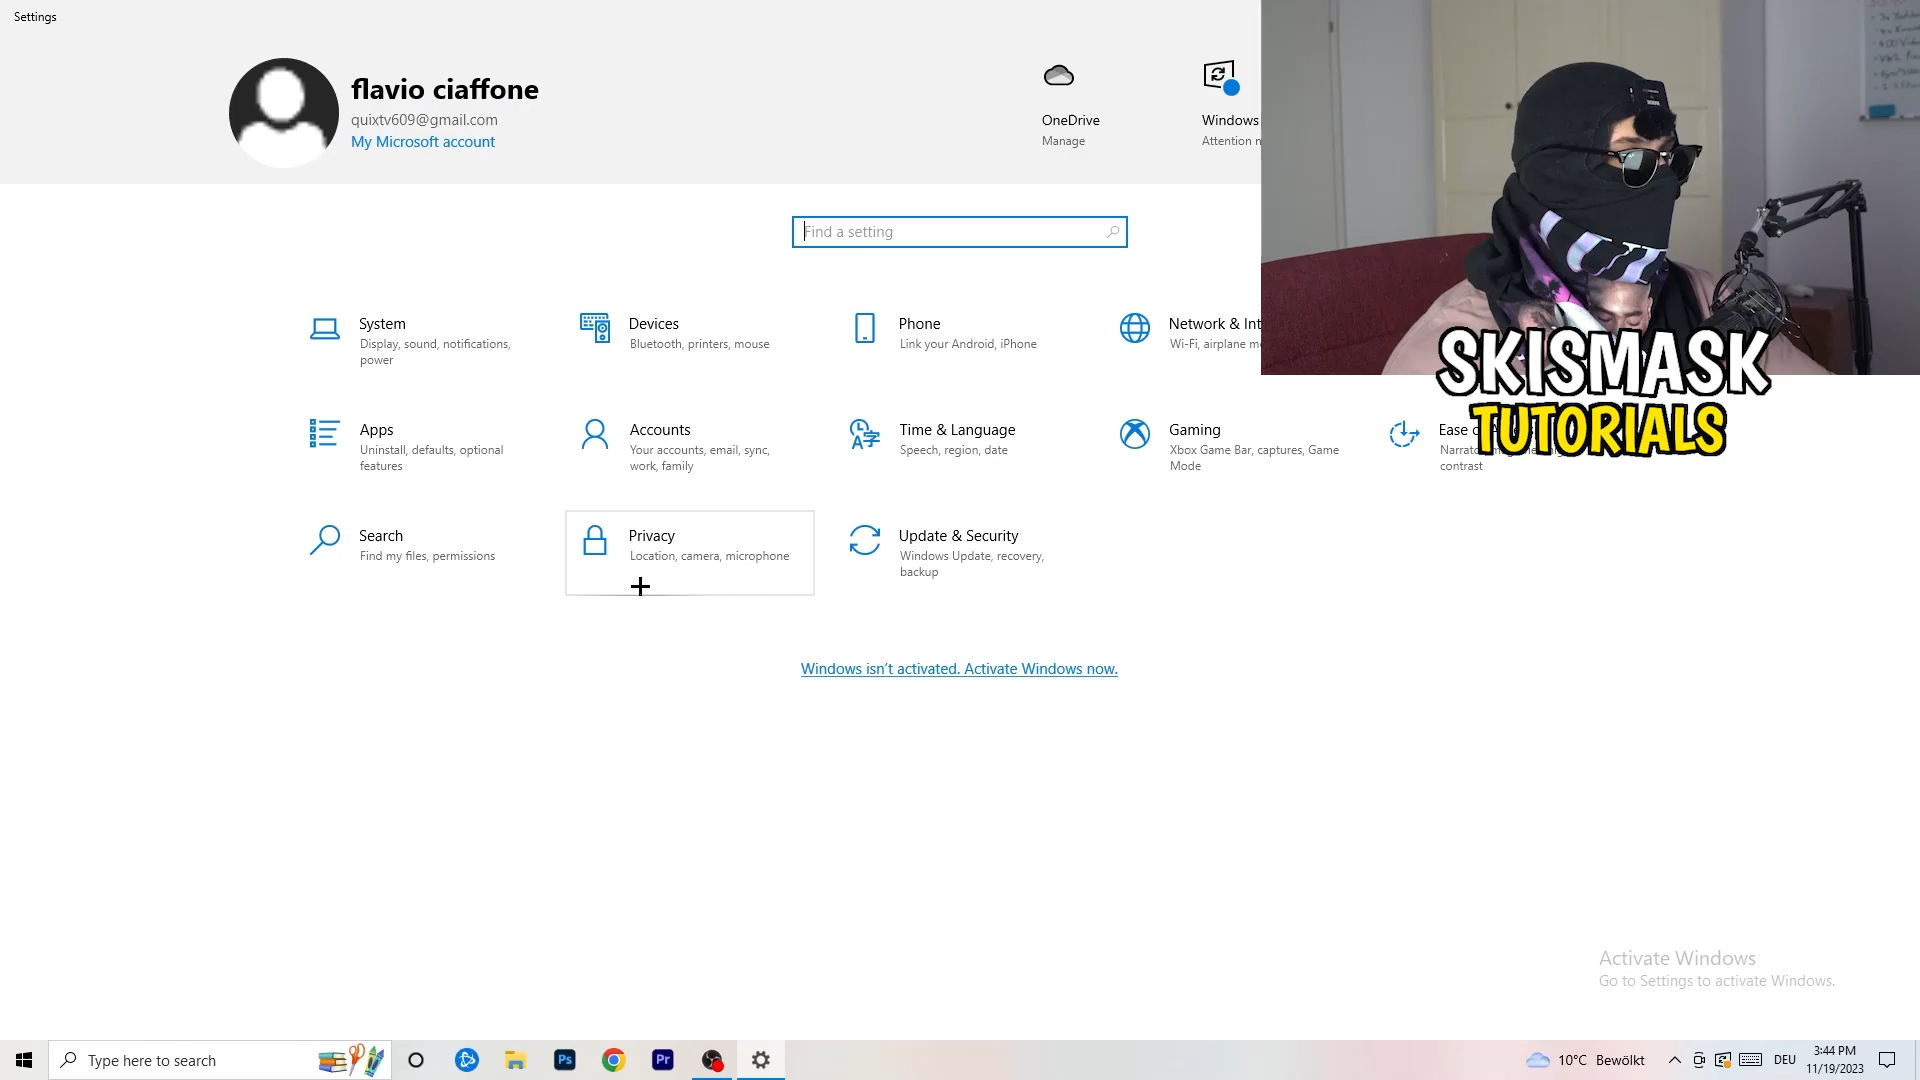 Settings
flavio ciaffone
quixtv609@gmail.com
My Microsoft account
OneDrive
Manage
Windows
Attention
Find a setting
System
Display, sound, notifications,
power
Devices
Bluetooth, printers, mouse
Phone
Link your Android, iPhone
Network &
Wi-Fi, airplane
Apps
Uninstall, defaults, optional
features
Accounts
Your accounts, email, sync,
work, family
Time & Language
Speech, region, date
Gaming
Xbox Game Bar, captures, Game
Mode
Ease
contrast
SKISMASK
TUTORIALS
Search
Find my files, permissions
Privacy
Location, camera, microphone
Update & Security
Windows Update, recovery,
backup
Windows isn't activated. Activate Windows now.
Activate Windows
Go to Settings to activate Windows.
Type here to search
Ps
Pr
10°C Bewölkt
DEU
3:44 PM
11/19/2023